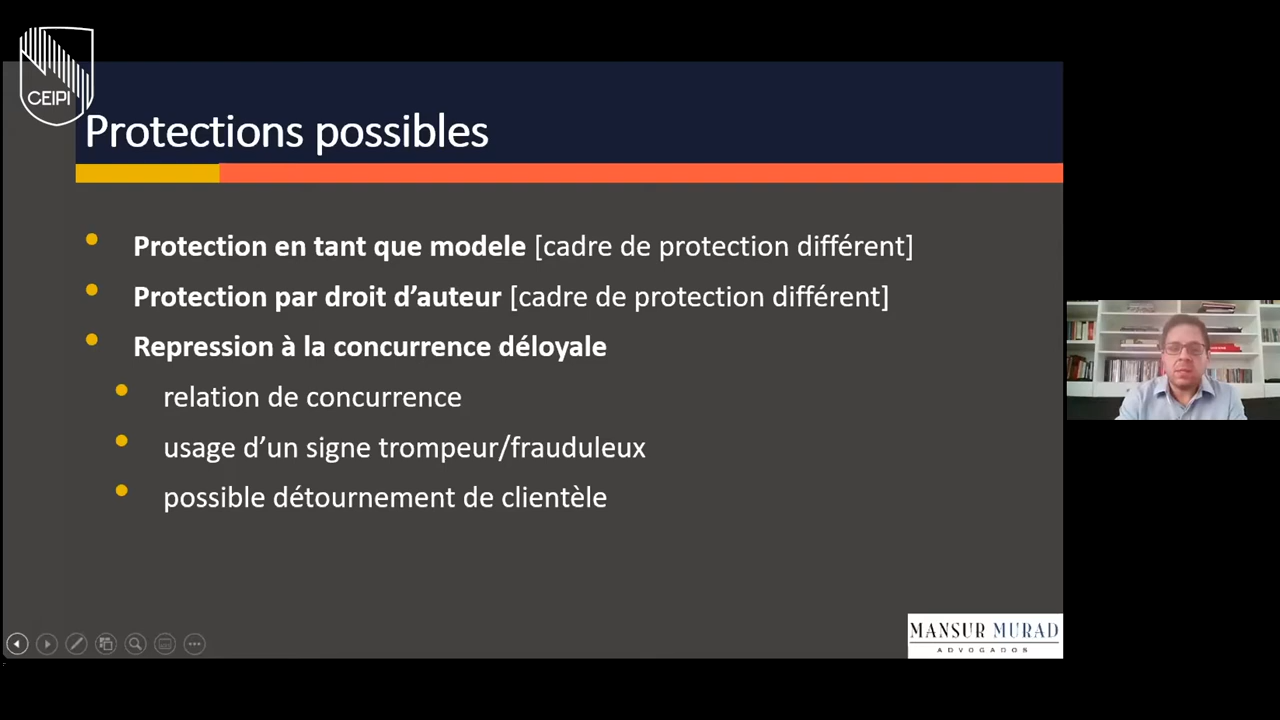 CEIPI
Protections possibles
Protection en tant que modele [cadre de protection différent]
Protection par droit d’auteur [cadre de protection différent]
Repression à la concurrence déloyale
relation de concurrence
usage d’un signe trompeur/frauduleux
possible détournement de clientèle
MANSUR MURAD
ADVOGADOS